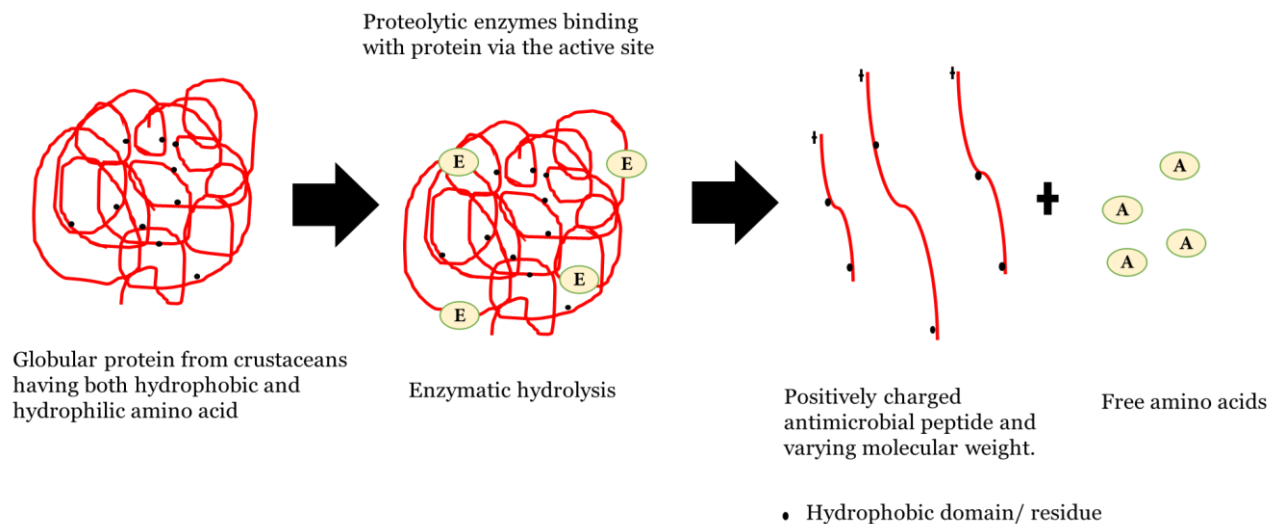 Proteolytic enzymes binding
with protein via the active site
E
E
E
E
A
A
A
A
Globular protein from crustaceans
having both hydrophobic and
hydrophilic amino acid
Enzymatic hydrolysis
Positively charged
antimicrobial peptide and
varying molecular weight.
Free amino acids
• Hydrophobic domain/ residue